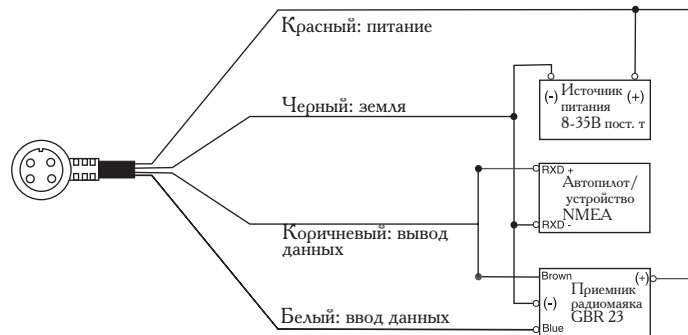 Красный: питание
(-) Источник (+)
питания
8-35В пост. т
Черный: земля
RXD +
Автопилот/
устройство
NMEA
RXD -
Коричневый: вывод
данных
Brown (+)
Приемник
радиомаяка
(-) GBR 23
Blue
Белый: ввод данных